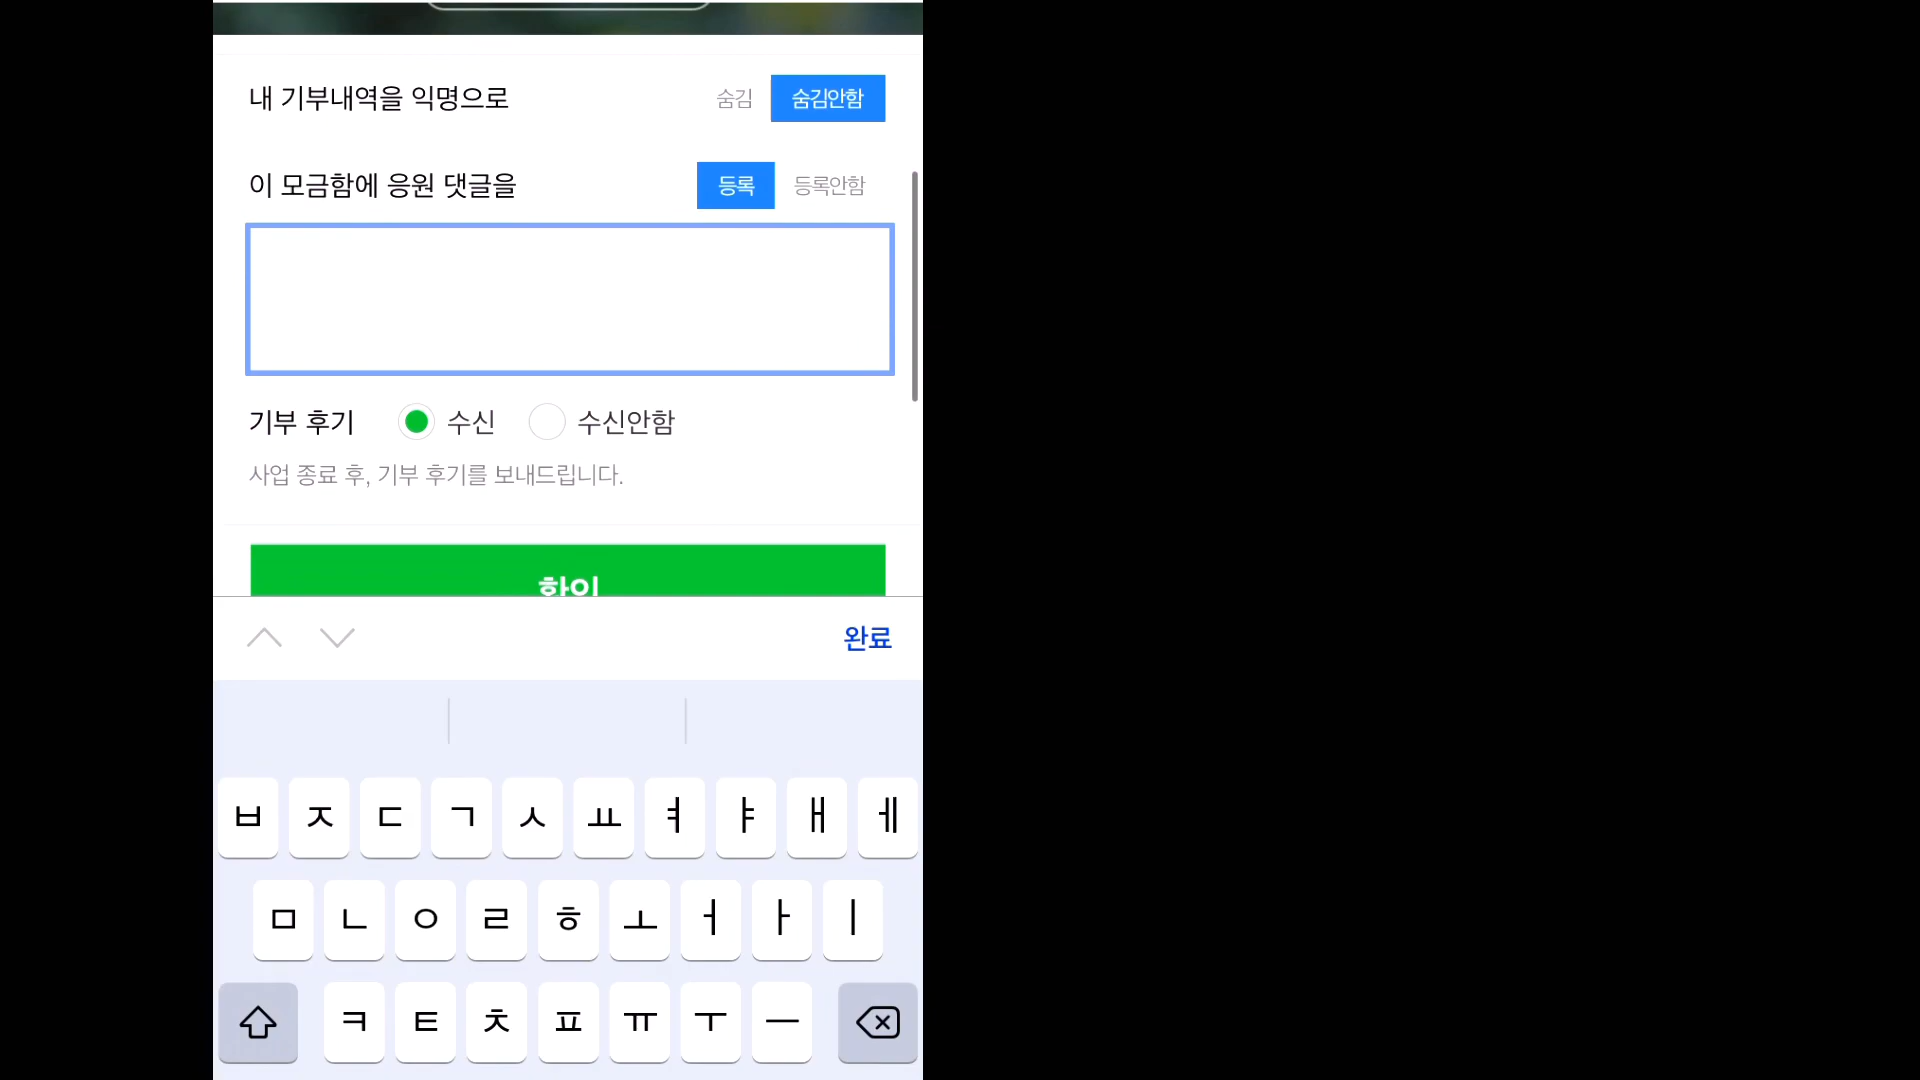 내 기부내역을 익명으로 숨김 숨김안함
이 모금함에 응원 댓글을 등록 등록안함
기부 후기 수신 수신안함
사업 종료 후, 기부 후기를 보내드립니다.
확인
완료
ㅂ ㅈ ㄷ ㄱ ㅅ ㅛ ㅕ ㅑ ㅐ ㅔ
ㅁ ㄴ ㅇ ㄹ ㅎ ㅗ ㅓ ㅏ ㅣ
ㅋ ㅌ ㅊ ㅍ ㅠ ㅜ ㅡ